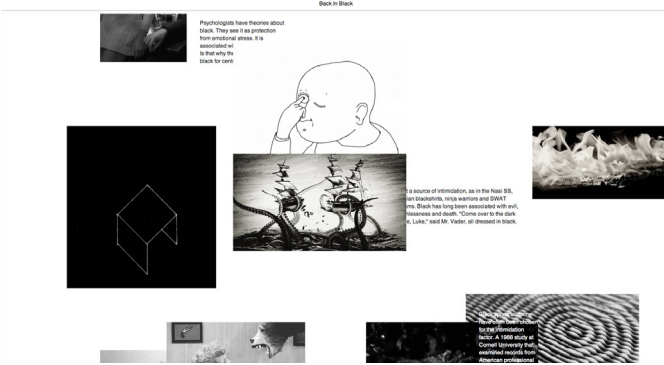 Back In Black
Psychologists have theories about
black. They see it as protection
from emotional stress. It is
associated wi
Is that why the
black for cent
t a source of intimidation, as in the Nasi SS,
ian blackshirts, ninja warriors and SWAT
ms. Black has long been associated with evil,
lessness and death. "Come over to the dark
e, Luke," said Mr. Vader, all dressed in black.
have often been chosen
for the intimidation
factor. A 1988 study at
Cornell University that
examined records from
American professional